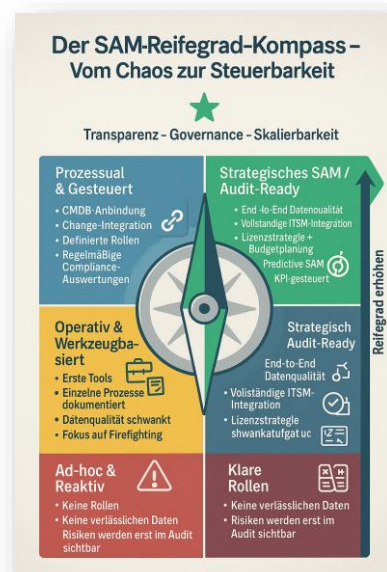 Der SAM-Reifegrad-Kompass –
Vom Chaos zur Steuerbarkeit
Transparenz – Governance – Skalierbarkeit
Prozessual
& Gesteuert
• CMDB-Anbindung
• Change-Integration
• Definierte Rollen
• Regelmäßige
Compliance-
Auswertungen
Strategisches SAM /
Audit-Ready
• End-to-End Datenoualität
• Vollstandige ITSM-Integration
• Lizenzstrategie +
Budgetplanung
Predictive SAM
KPI-gesteuert
Reifegrad erhöhen
Operativ &
Werkzeugba-
siert
• Erste Tools
• Einzelne Prozesse
dokumentiert
• Datenqualität schwankt
• Fokus auf Firefighting
Strategisch
Audit-Ready
End-to-End
Datenqualität
• Vollständige ITSM-
Integration
• Lizenzstrategie
shwankatufgat uc
Ad-hoc &
Reaktiv
• Keine Rollen
• Keine verlässlichen Daten
Risiken werden erst im Audit
sichtbar
Klare
Rollen
• Keine verlässlichen Daten
• Risiken werden erst im
Audit sichtbar